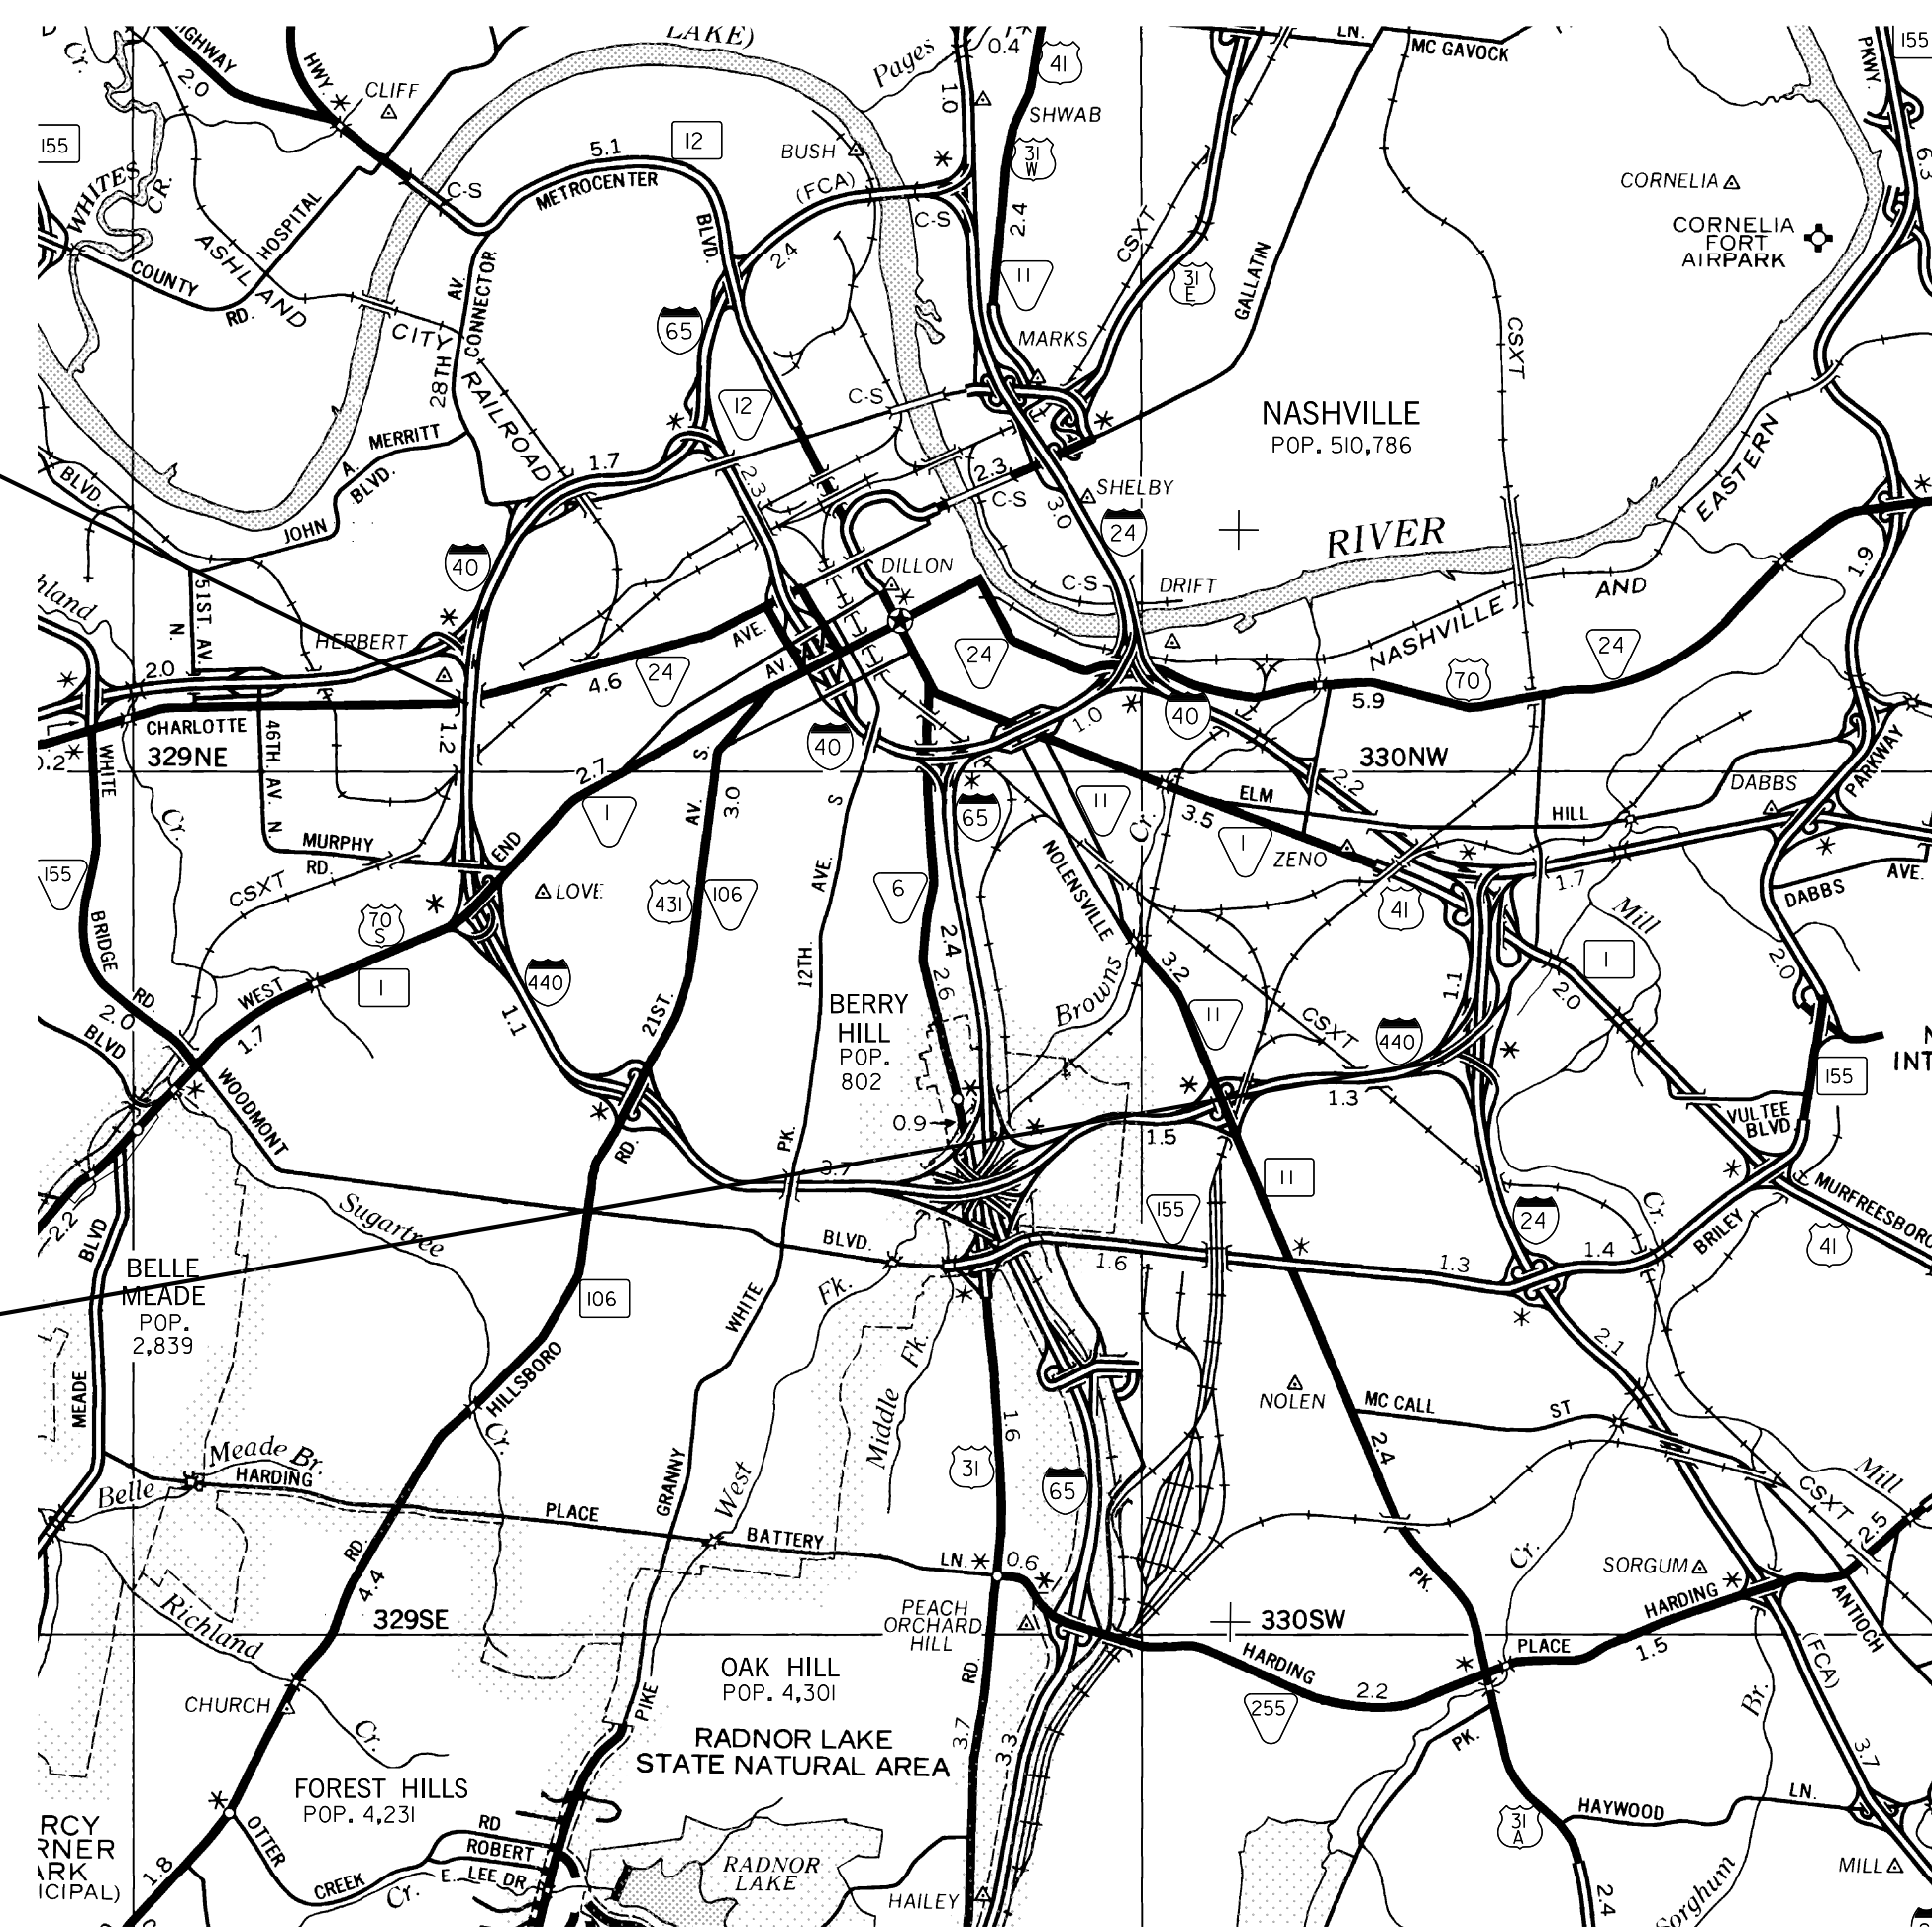 LAKE)
HIGHWAY
2.0
HWY.
CLIFF
Cr.
155
WHITES
CR.
HOSPITAL
COUNTY
RD.
ASHLAND
CITY
RAILROAD
C-S
5.1
12
METROCENTER
BLVD.
BUSH
(FCA)
2.4
Pages
0.4
41
1.0
SHWAB
31
W
C-S
2.4
11
MARKS
CSXT
31
E
GALLATIN
LN.
MC GAVOCK
CSXT
PKWY.
155
6.3
CORNELIA
CORNELIA
FORT
AIRPARK
AV.
CONNECTOR
28TH
65
12
C-S
NASHVILLE
POP. 510,786
MERRITT
A.
BLVD.
JOHN
BLVD.
1.7
2.3
2.3
C-S
3.0
SHELBY
24
RIVER
EASTERN
AND
NASHVILLE
1.9
40
DILLON
C-S
DRIFT
51ST. AV.
N.
HERBERT
2.0
AVE.
AV.
24
4.6
24
24
70
5.9
CHARLOTTE
329NE
0.2
WHITE
46TH. AV. N
1.2
2.7
1
S.
40
1.0
40
330NW
2.2
ELM
HILL
DABBS
PARKWAY
MURPHY
RD.
END
LOVE
AV.
3.0
S
65
11
Cr.
3.5
1
ZENO
1.7
DABBS
AVE.
155
BRIDGE
Cr.
CSXT
70
S
431
106
AVE.
6
NOLENSVILLE
41
Mill
WEST
1
440
12TH.
2.4
2.6
3.2
1.1
1
2.0
2.0
RD.
2.0
BLVD
1.7
1.1
21ST.
BERRY
HILL
POP.
802
Browns
11
CSXT
440
155
WOODMONT
0.9
1.3
VULTEE
BLVD.
RD.
PK.
3.7
1.5
11
MURFREESBORO
2.2
BLVD
Sugartree
BLVD.
155
24
Cr.
BRILEY
41
BELLE
MEADE
POP.
2,839
106
WHITE
Fk.
1.6
1.3
1.4
MEADE
HILLSBORO
Fk.
Middle
2.1
NOLEN
MC CALL
ST
Cr.
Meade Br.
Belle
HARDING
PLACE
GRANNY
West
BATTERY
1.6
31
65
2.4
CSXT
Mill
2.5
RD.
4.4
LN.
0.6
PK.
Cr.
SORGUM
HARDING
ANTIOCH
Richland
329SE
PEACH
ORCHARD
HILL
330SW
PLACE
1.5
HARDING
2.2
255
(FCA)
CHURCH
Cr.
PIKE
OAK HILL
POP. 4,301
RD.
RADNOR LAKE
STATE NATURAL AREA
3.7
3.3
PK.
Br.
3.7
FOREST HILLS
POP. 4,231
OTTER
RD
ROBERT
E. LEE DR
CREEK
Cr.
1.8
RADNOR
LAKE
HAILEY
31
A
HAYWOOD
LN.
MILL
2.4
Sorghum